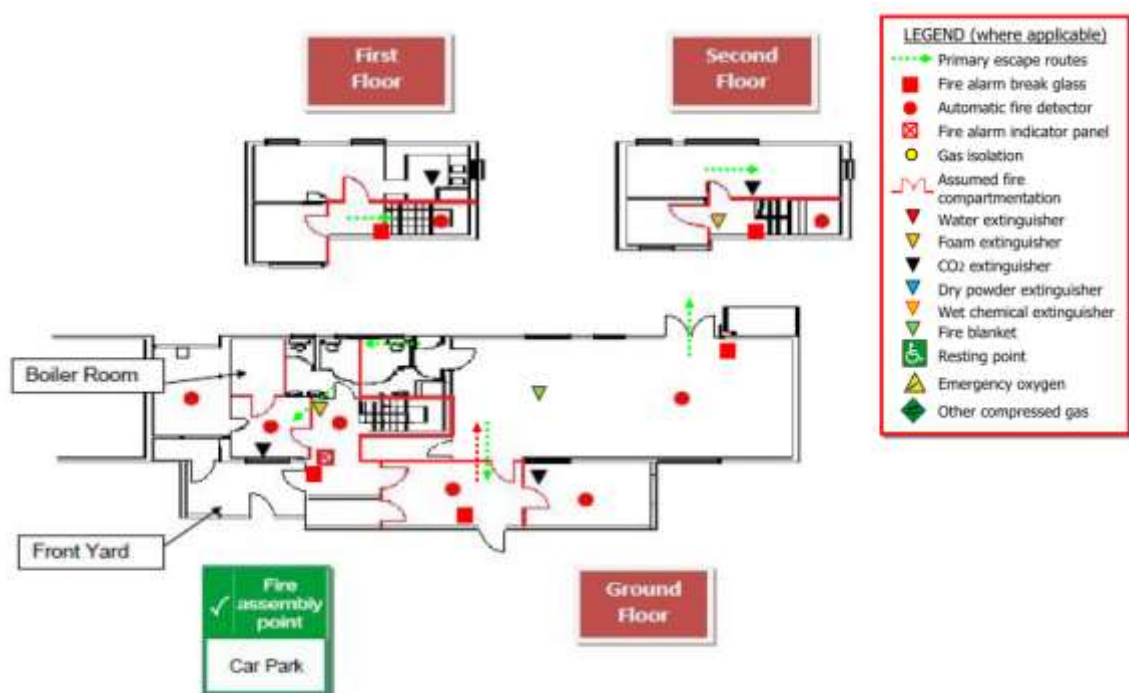 First
Floor
Second
Floor
LEGEND (where applicable)
Primary escape routes
Fire alarm break glass
Automatic fire detector
Fire alarm indicator panel
Gas isolation
Assumed fire
compartmentation
Water extinguisher
Foam extinguisher
CO2 extinguisher
Dry powder extinguisher
Wet chemical extinguisher
Fire blanket
Resting point
Emergency oxygen
Other compressed gas
Boiler Room
Front Yard
Fire
assembly
point
Car Park
Ground
Floor